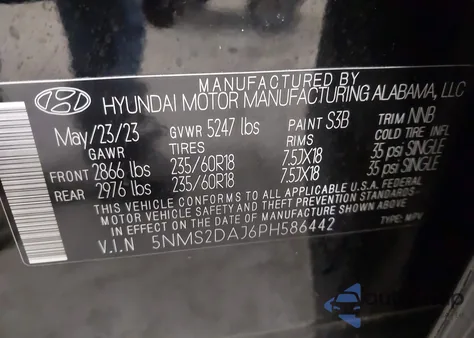 MANUFACTURED BY
HYUNDAI MOTOR MANUFACTURING ALABAMA, LLC
May/23/23 GVWR 5247 lbs PAINT S3B TRIM NNB
GAWR TIRES RIMS COLD TIRE INFL
FRONT 2866 lbs 235/60R18 7.5JX18 35 psi SINGLE
REAR 2976 lbs 235/60R18 7.5JX18 35 psi SINGLE
THIS VEHICLE CONFORMS TO ALL APPLICABLE U.S.A. FEDERAL
MOTOR VEHICLE SAFETY AND THEFT PREVENTION STANDARDS
IN EFFECT ON THE DATE OF MANUFACTURE SHOWN ABOVE.
V.I.N 5NMS2DAJ6PH586442 TYPE: MPV